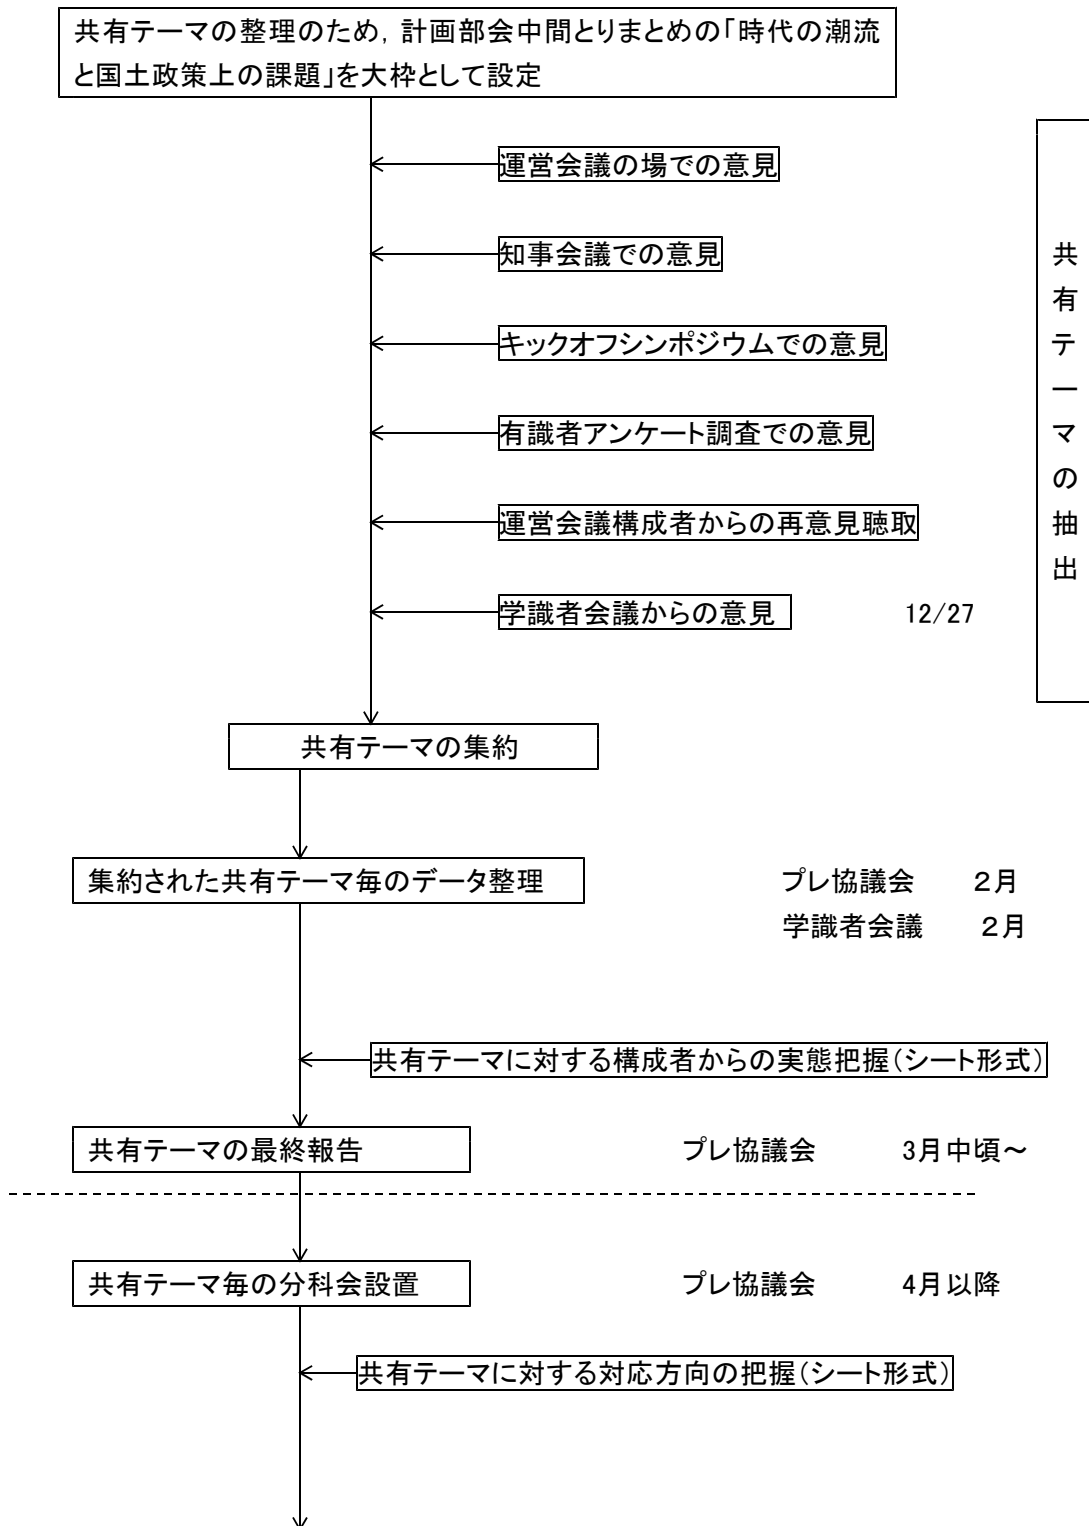 共有テーマの整理のため，計画部会中間とりまとめの「時代の潮流
と国土政策上の課題」を大枠として設定
運営会議の場での意見
知事会議での意見
キックオフシンポジウムでの意見
有識者アンケート調査での意見
運営会議構成者からの再意見聴取
学識者会議からの意見 12/27
共有テーマの抽出
共有テーマの集約
集約された共有テーマ毎のデータ整理 プレ協議会 ２月
学識者会議 ２月
共有テーマに対する構成者からの実態把握（シート形式）
共有テーマの最終報告 プレ協議会 3月中頃～
共有テーマ毎の分科会設置 プレ協議会 4月以降
共有テーマに対する対応方向の把握（シート形式）